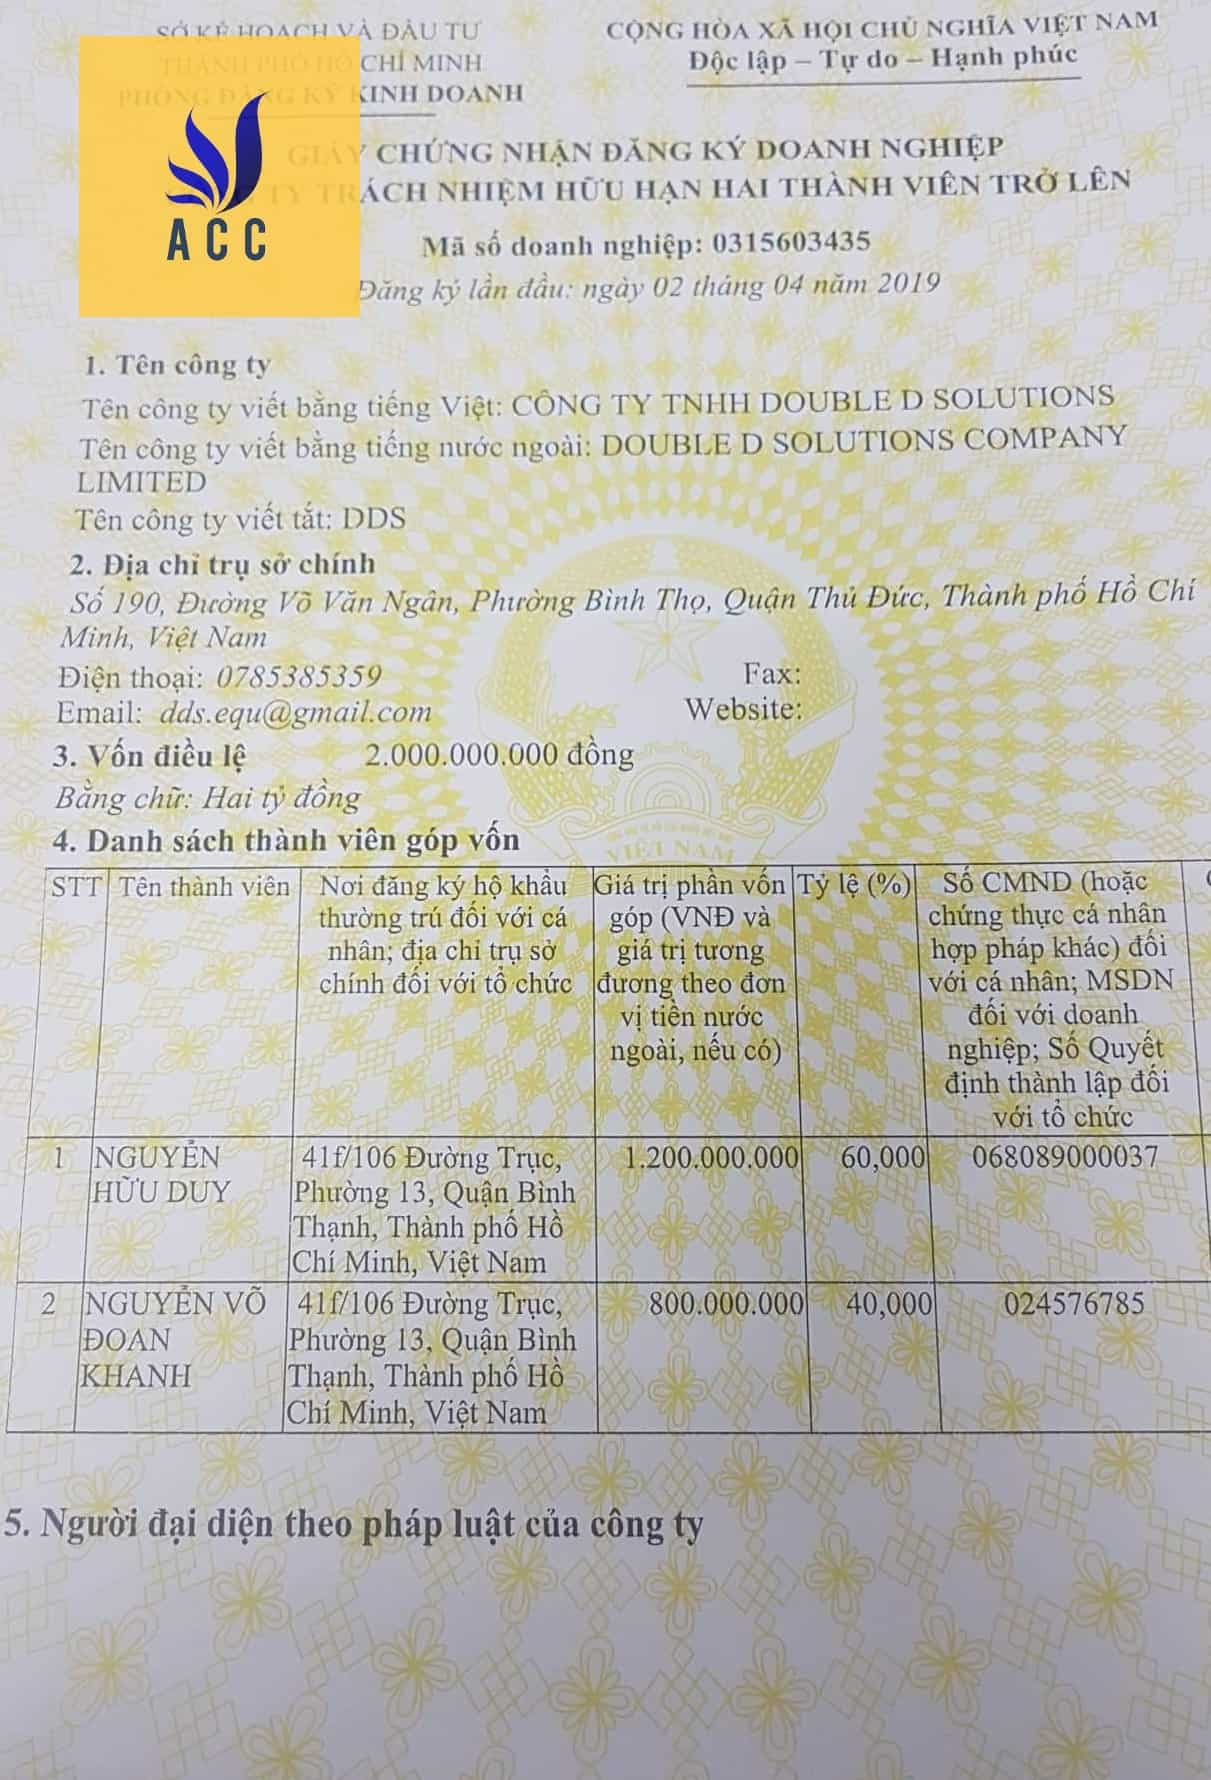 SỞ KẾ HOẠCH VÀ ĐẦU TƯ
THÀNH PHỐ HỒ CHÍ MINH
PHÒNG ĐĂNG KÝ KINH DOANH
CỘNG HÒA XÃ HỘI CHỦ NGHĨA VIỆT NAM
Độc lập – Tự do – Hạnh phúc
ACC
GIẤY CHỨNG NHẬN ĐĂNG KÝ DOANH NGHIỆP
TY TRÁCH NHIỆM HỮU HẠN HAI THÀNH VIÊN TRỞ LÊN
Mã số doanh nghiệp: 0315603435
Đăng ký lần đầu: ngày 02 tháng 04 năm 2019
1. Tên công ty
Tên công ty viết bằng tiếng Việt: CÔNG TY TNHH DOUBLE D SOLUTIONS
Tên công ty viết bằng tiếng nước ngoài: DOUBLE D SOLUTIONS COMPANY
LIMITED
Tên công ty viết tắt: DDS
2. Địa chỉ trụ sở chính
Số 190, Đường Võ Văn Ngân, Phường Bình Thọ, Quận Thủ Đức, Thành phố Hồ Chí
Minh, Việt Nam
Điện thoại: 0785385359
Fax:
Email: dds.equ@gmail.com
Website:
3. Vốn điều lệ 2.000.000.000 đồng
Bằng chữ: Hai tỷ đồng
VIỆT NAM
4. Danh sách thành viên góp vốn
STT
Tên thành viên
Nơi đăng ký hộ khẩu
thường trú đối với cá
nhân; địa chỉ trụ sở
chính đối với tổ chức
Giá trị phần vốn
góp (VNĐ và
giá trị tương
đương theo đơn
vị tiền nước
ngoài, nếu có)
Tỷ lệ (%)
Số CMND (hoặc
chứng thực cá nhân
hợp pháp khác) đối
với cá nhân; MSDN
đối với doanh
nghiệp; Số Quyết
định thành lập đối
với tổ chức
1
NGUYỄN
HỮU DUY
41f/106 Đường Trục,
Phường 13, Quận Bình
Thạnh, Thành phố Hồ
Chí Minh, Việt Nam
1.200.000.000
60,000
068089000037
2
NGUYỄN VÕ
ĐOAN
KHANH
41f/106 Đường Trục,
Phường 13, Quận Bình
Thạnh, Thành phố Hồ
Chí Minh, Việt Nam
800.000.000
40,000
024576785
5. Người đại diện theo pháp luật của công ty